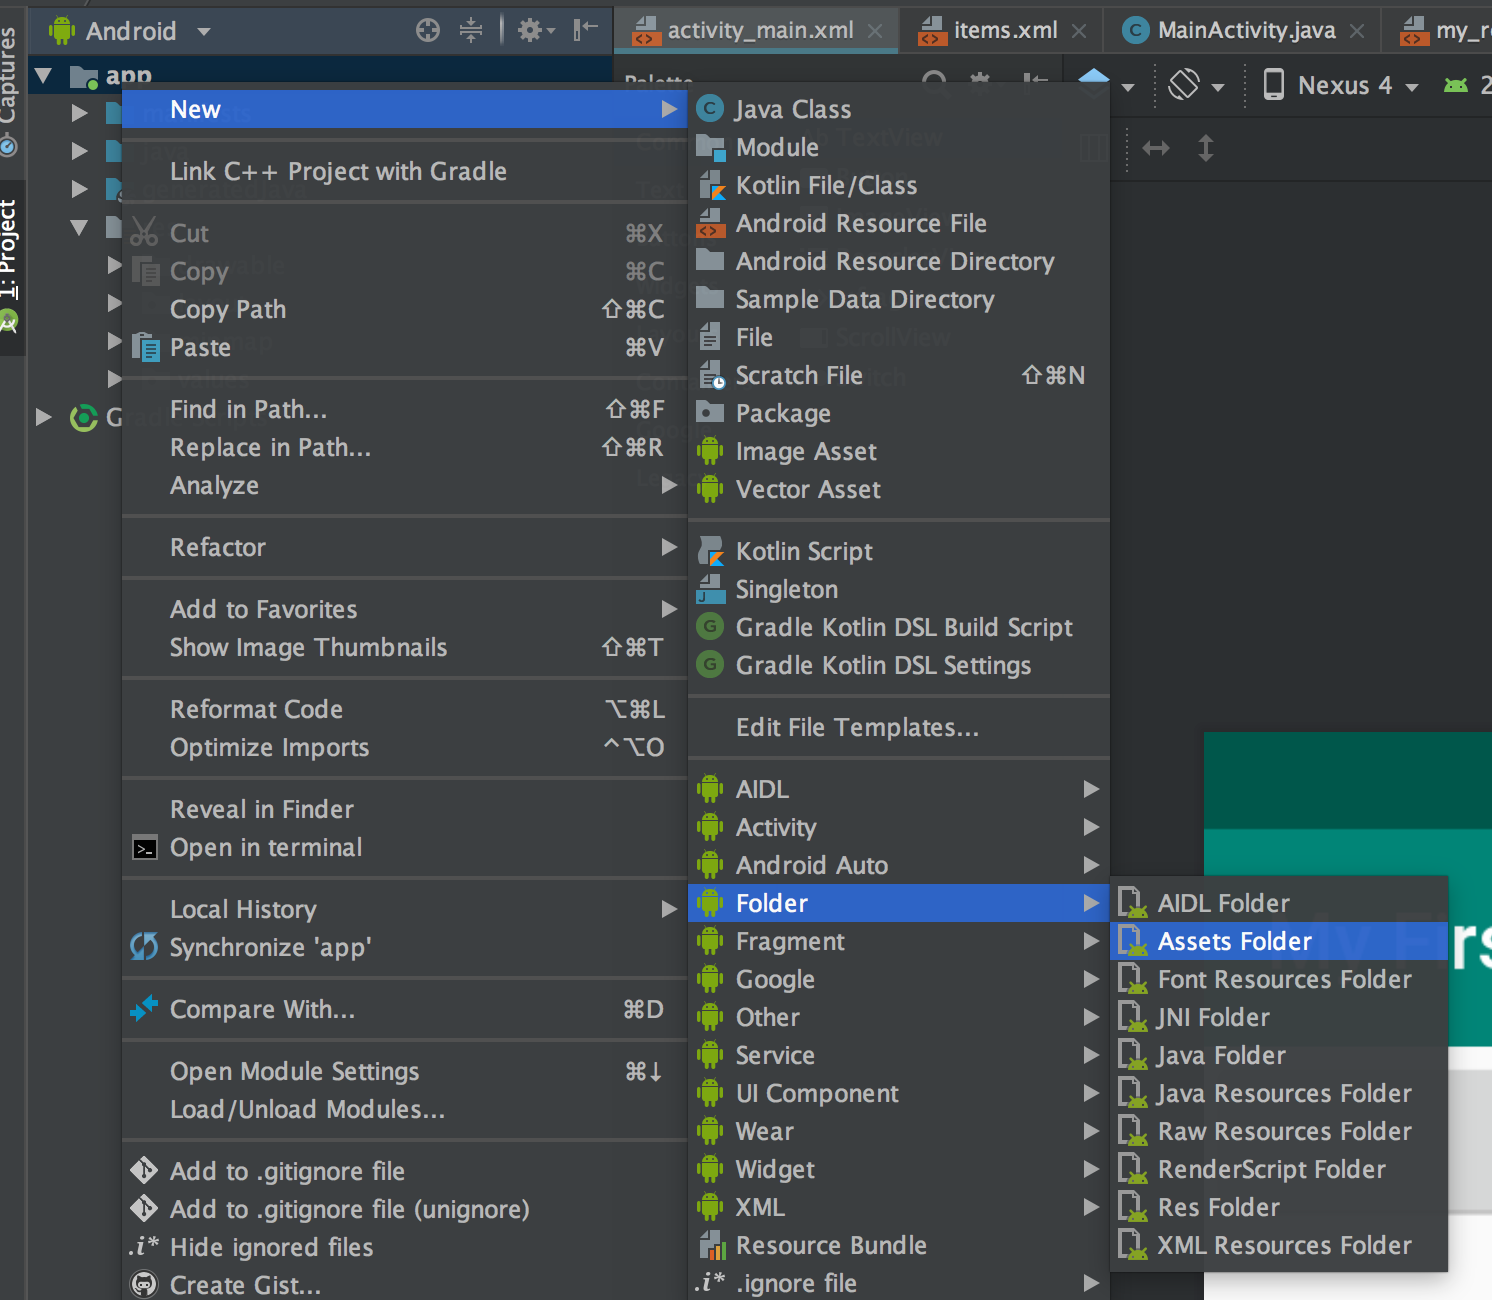 Android
activity_main.xml
items.xml
MainActivity.java
Captures
1: Project
app
Palette
Nexus 4
New
Link C++ Project with Gradle
Cut ⌘X
Copy ⌘C
Copy Path ⇧⌘C
Paste ⌘V
Find in Path... ⇧⌘F
Replace in Path... ⇧⌘R
Analyze
Refactor
Add to Favorites
Show Image Thumbnails ⇧⌘T
Reformat Code ⌥⌘L
Optimize Imports ^⌥O
Reveal in Finder
Open in terminal
Local History
Synchronize 'app'
Compare With... ⌘D
Open Module Settings ⌘↓
Load/Unload Modules...
Add to .gitignore file
Add to .gitignore file (unignore)
Hide ignored files
Create Gist...
Java Class
Module
Kotlin File/Class
Android Resource File
Android Resource Directory
Sample Data Directory
File
Scratch File ⇧⌘N
Package
Image Asset
Vector Asset
Kotlin Script
Singleton
Gradle Kotlin DSL Build Script
Gradle Kotlin DSL Settings
Edit File Templates...
AIDL
Activity
Android Auto
Folder
Fragment
Google
Other
Service
UI Component
Wear
Widget
XML
Resource Bundle
.ignore file
AIDL Folder
Assets Folder
Font Resources Folder
JNI Folder
Java Folder
Java Resources Folder
Raw Resources Folder
RenderScript Folder
Res Folder
XML Resources Folder
TextView
ScrollView